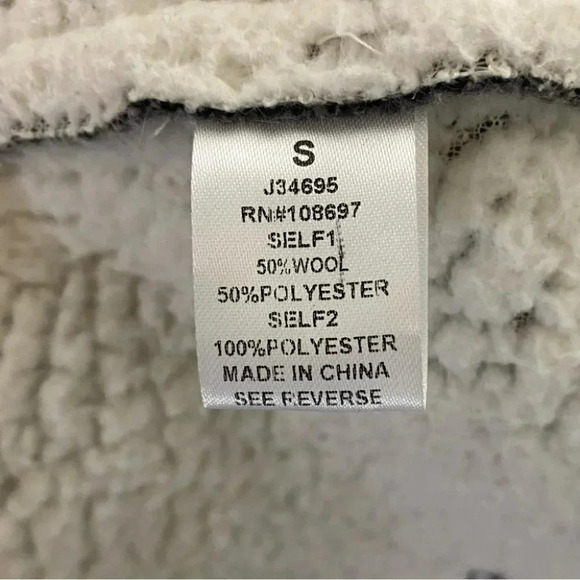 S
J34695
RN#108697
SELF1
50%WOOL
50%POLYESTER
SELF2
100%POLYESTER
MADE IN CHINA
SEE REVERSE